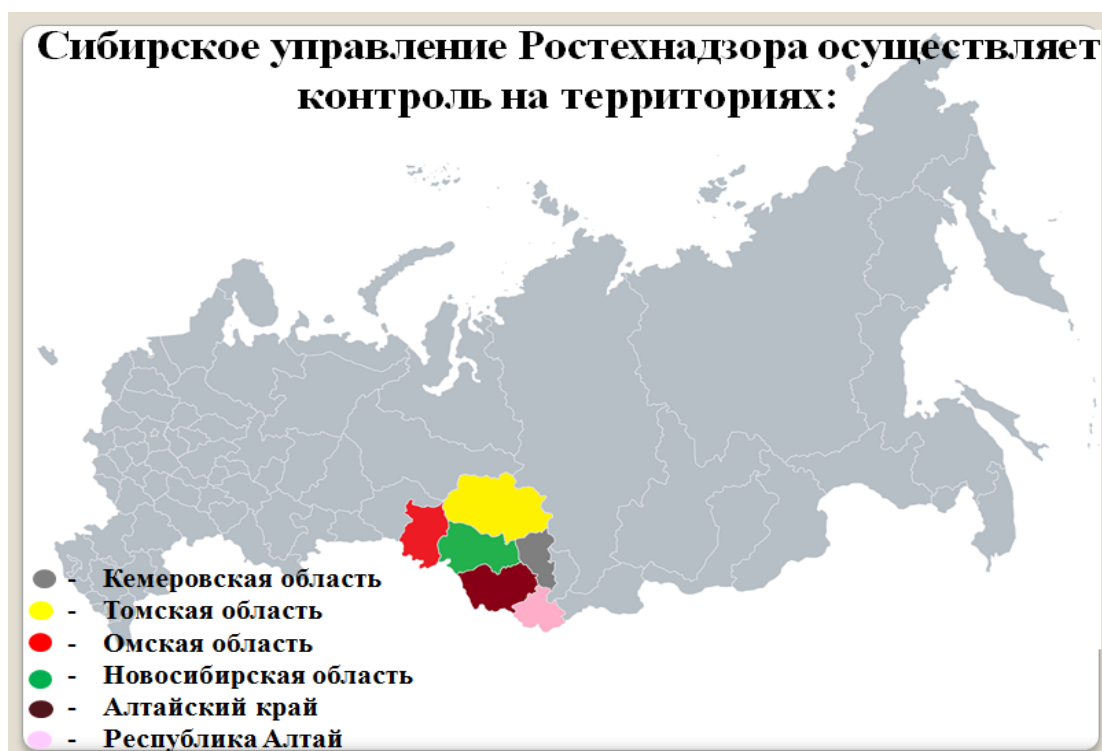 Сибирское управление Ростехнадзора осуществляет
контроль на территориях:
- Кемеровская область
- Томская область
- Омская область
- Новосибирская область
- Алтайский край
- Республика Алтай